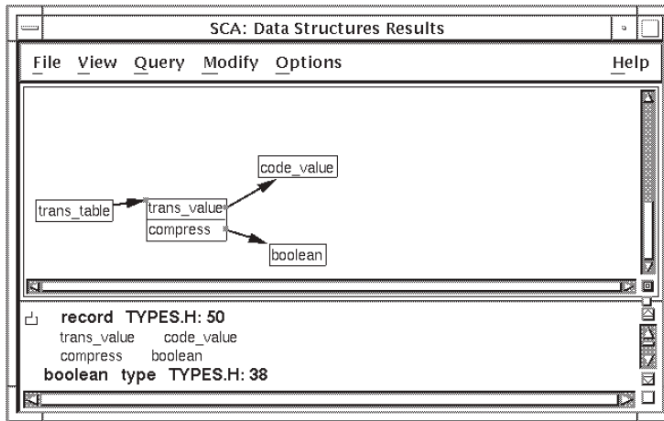 SCA: Data Structures Results
File View Query Modify Options Help
code_value
trans_table
trans_value
compress
boolean
record TYPES.H: 50
trans_value code_value
compress boolean
boolean type TYPES.H: 38